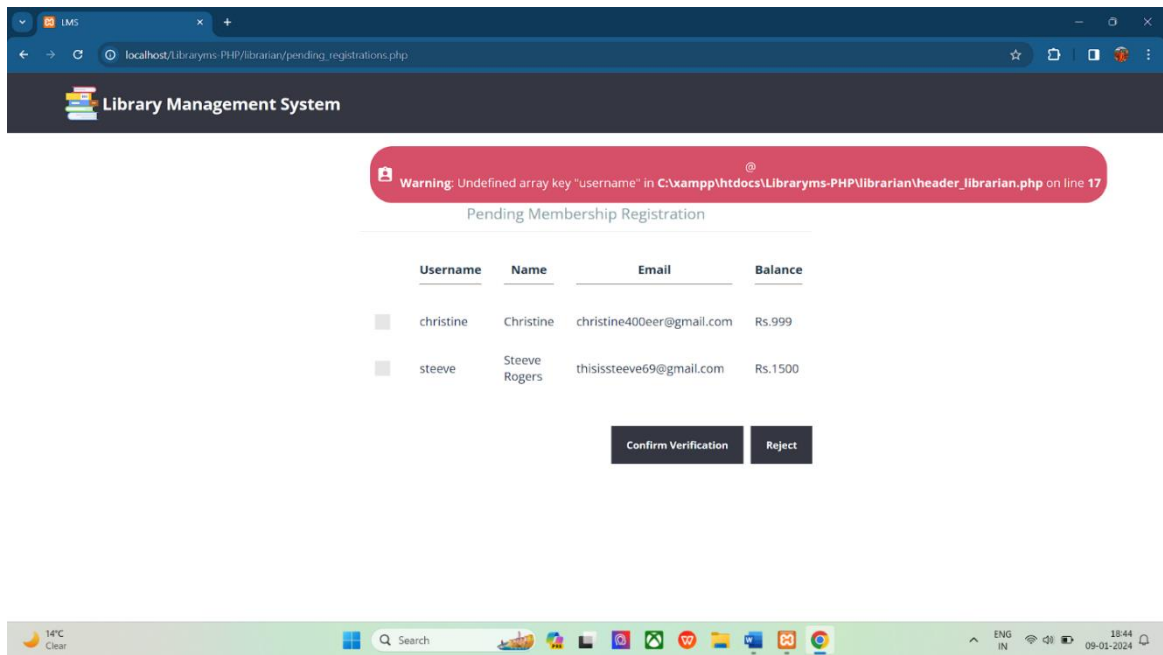 LMS
localhost/Libraryms-PHP/librarian/pending_registrations.php
Library Management System
@
Warning: Undefined array key "username" in C:\xampp\htdocs\Libraryms-PHP\librarian\header_librarian.php on line 17
Pending Membership Registration
Username Name Email Balance
christine Christine christine400eer@gmail.com Rs.999
steeve Steeve Rogers thisissteeve69@gmail.com Rs.1500
Confirm Verification Reject
14°C
Clear
Search
PRE
ENG
IN
18:44
09-01-2024